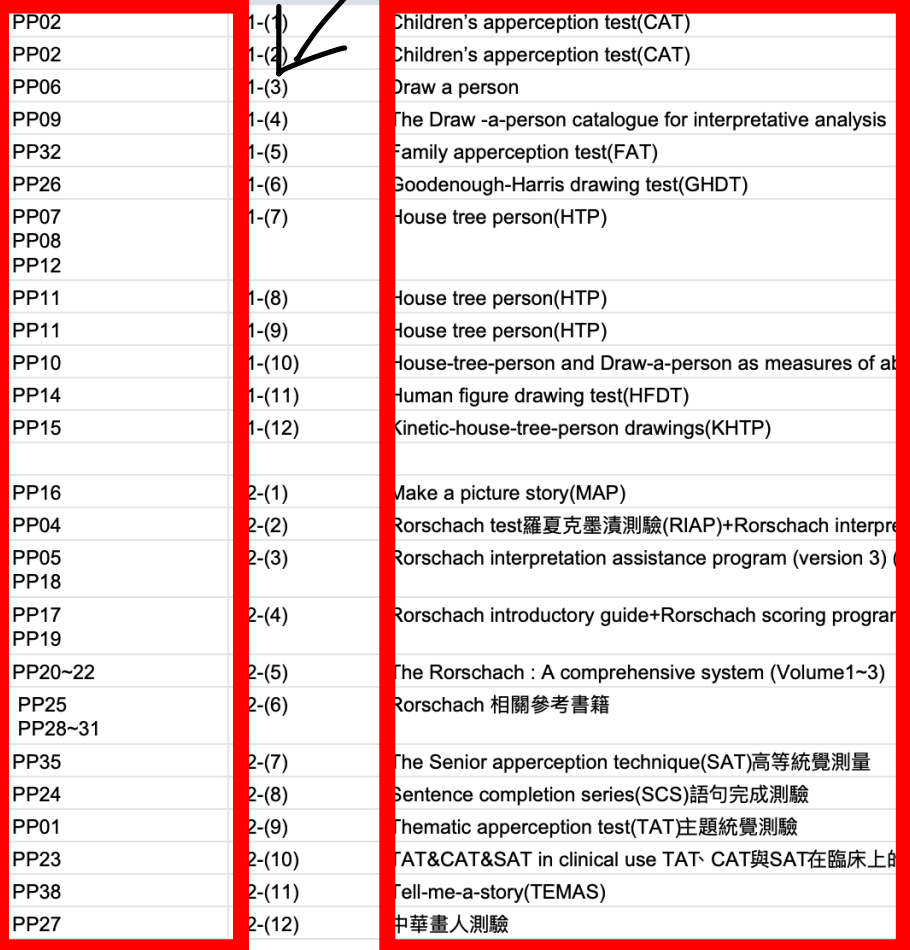 PP02 1-(1) Children's apperception test(CAT)
PP02 1-(2) Children's apperception test(CAT)
PP06 1-(3) Draw a person
PP09 1-(4) The Draw -a-person catalogue for interpretative analysis
PP32 1-(5) Family apperception test(FAT)
PP26 1-(6) Goodenough-Harris drawing test(GHDT)
PP07 1-(7) House tree person(HTP)
PP08
PP12
PP11 1-(8) House tree person(HTP)
PP11 1-(9) House tree person(HTP)
PP10 1-(10) House-tree-person and Draw-a-person as measures of
PP14 1-(11) Human figure drawing test(HFDT)
PP15 1-(12) Kinetic-house-tree-person drawings(KHTP)
PP16 2-(1) Make a picture story(MAP)
PP04 2-(2) Rorschach test羅夏克墨漬測驗(RIAP)+Rorschach
PP05 2-(3) Rorschach interpretation assistance program (version 3) (
PP18
PP17 2-(4) Rorschach introductory guide+Rorschach scoring
PP19
PP20~22 2-(5) The Rorschach : A comprehensive system (Volume1~3)
PP25 2-(6) Rorschach 相關參考書籍
PP28~31
PP35 2-(7) The Senior apperception technique(SAT)高等統覺測量
PP24 2-(8) Sentence completion series(SCS)語句完成測驗
PP01 2-(9) Thematic apperception test(TAT)主題統覺測驗
PP23 2-(10) TAT&CAT&SAT in clinical use TAT、CAT與SAT在臨床上的
PP38 2-(11) Tell-me-a-story(TEMAS)
PP27 2-(12) 中華畫人測驗